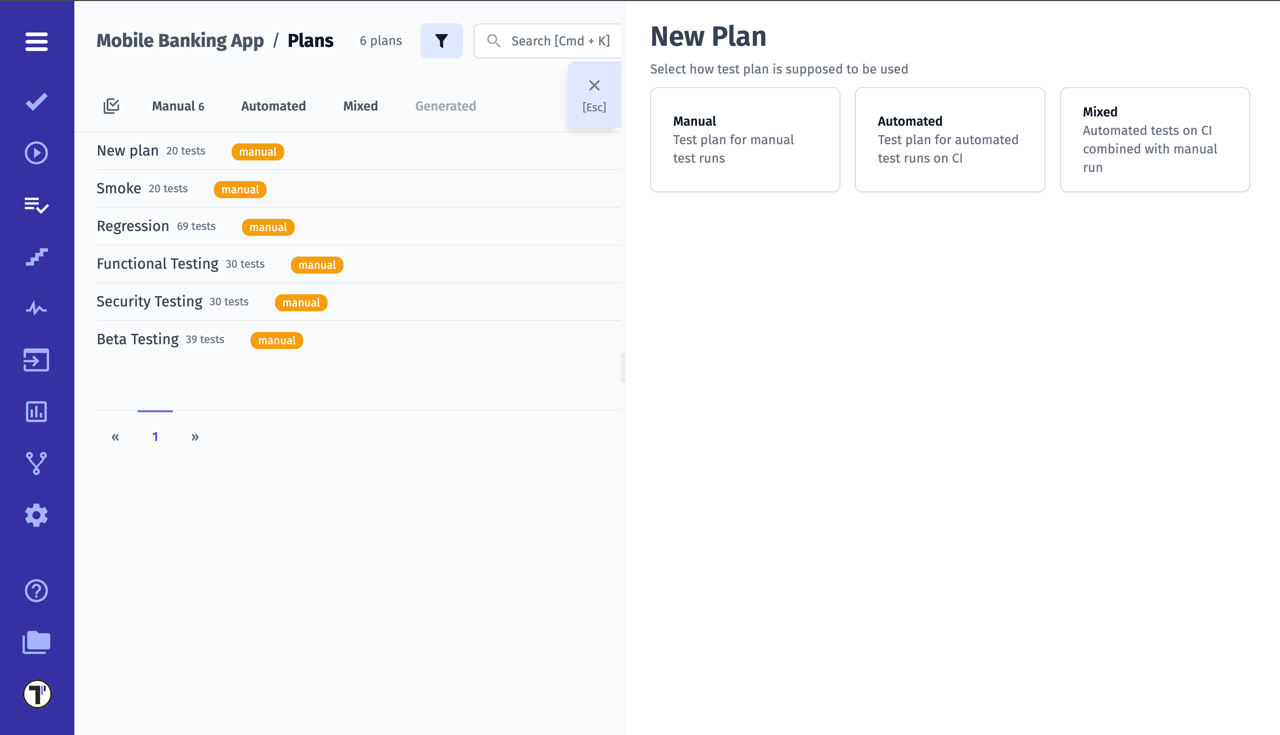 Mobile Banking App / Plans 6 plans Search [Cmd + K]
[Esc]
Manual 6 Automated Mixed Generated
New plan 20 tests manual
Smoke 20 tests manual
Regression 69 tests manual
Functional Testing 30 tests manual
Security Testing 30 tests manual
Beta Testing 39 tests manual
« 1 »
New Plan
Select how test plan is supposed to be used
Manual
Test plan for manual
test runs
Automated
Test plan for automated
test runs on CI
Mixed
Automated tests on CI
combined with manual
run